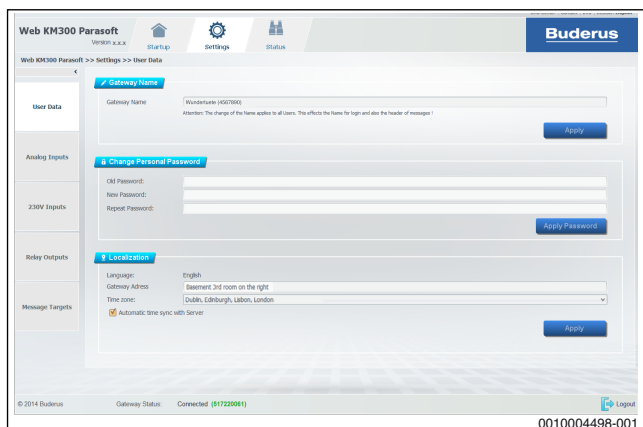 Web KM300 Parasoft
Version x.x.x
Startup
Settings
Status
Buderus
Web KM300 Parasoft >> Settings >> User Data
User Data
Analog Inputs
230V Inputs
Relay Outputs
Message Targets
Gateway Name
Gateway Name
Wundertuete (4567890)
Attention: The change of the Name applies to all Users. This effects the Name for login and also the header of messages !
Apply
Change Personal Password
Old Password:
New Password:
Repeat Password:
Apply Password
Localization
Language: English
Gateway Adress Basement 3rd room on the right
Time zone: Dublin, Edinburgh, Lisbon, London
Automatic time sync with Server
Apply
© 2014 Buderus
Gateway Status: Connected (517220061)
Logout
0010004498-001